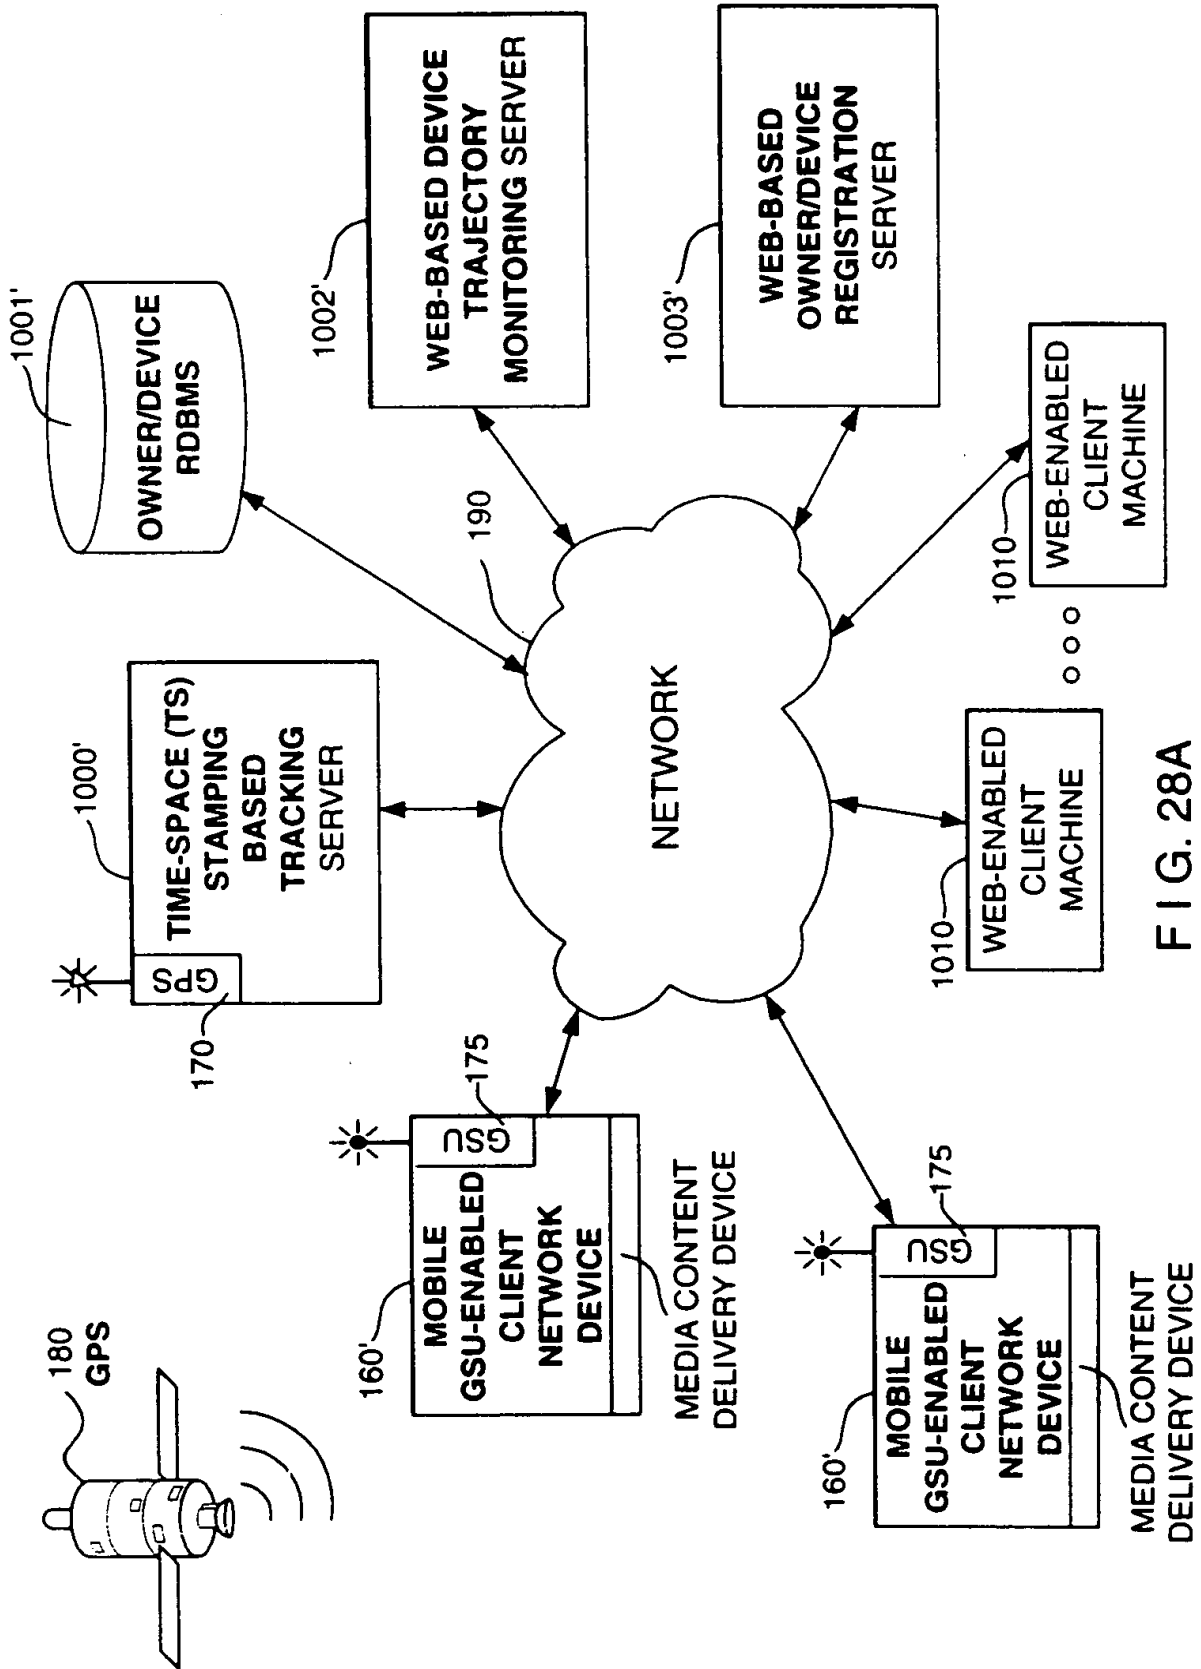 180
GPS
1000'
TIME-SPACE (TS)
STAMPING
BASED
TRACKING
SERVER
GPS
170
1001'
OWNER/DEVICE
RDBMS
1002'
WEB-BASED DEVICE
TRAJECTORY
MONITORING SERVER
190
NETWORK
160'
MOBILE
GSU-ENABLED
CLIENT
NETWORK
DEVICE
GSU
175
MEDIA CONTENT
DELIVERY DEVICE
1003'
WEB-BASED
OWNER/DEVICE
REGISTRATION
SERVER
160'
MOBILE
GSU-ENABLED
CLIENT
NETWORK
DEVICE
GSU
175
MEDIA CONTENT
DELIVERY DEVICE
1010
WEB-ENABLED
CLIENT
MACHINE
1010
WEB-ENABLED
CLIENT
MACHINE
F I G. 28A